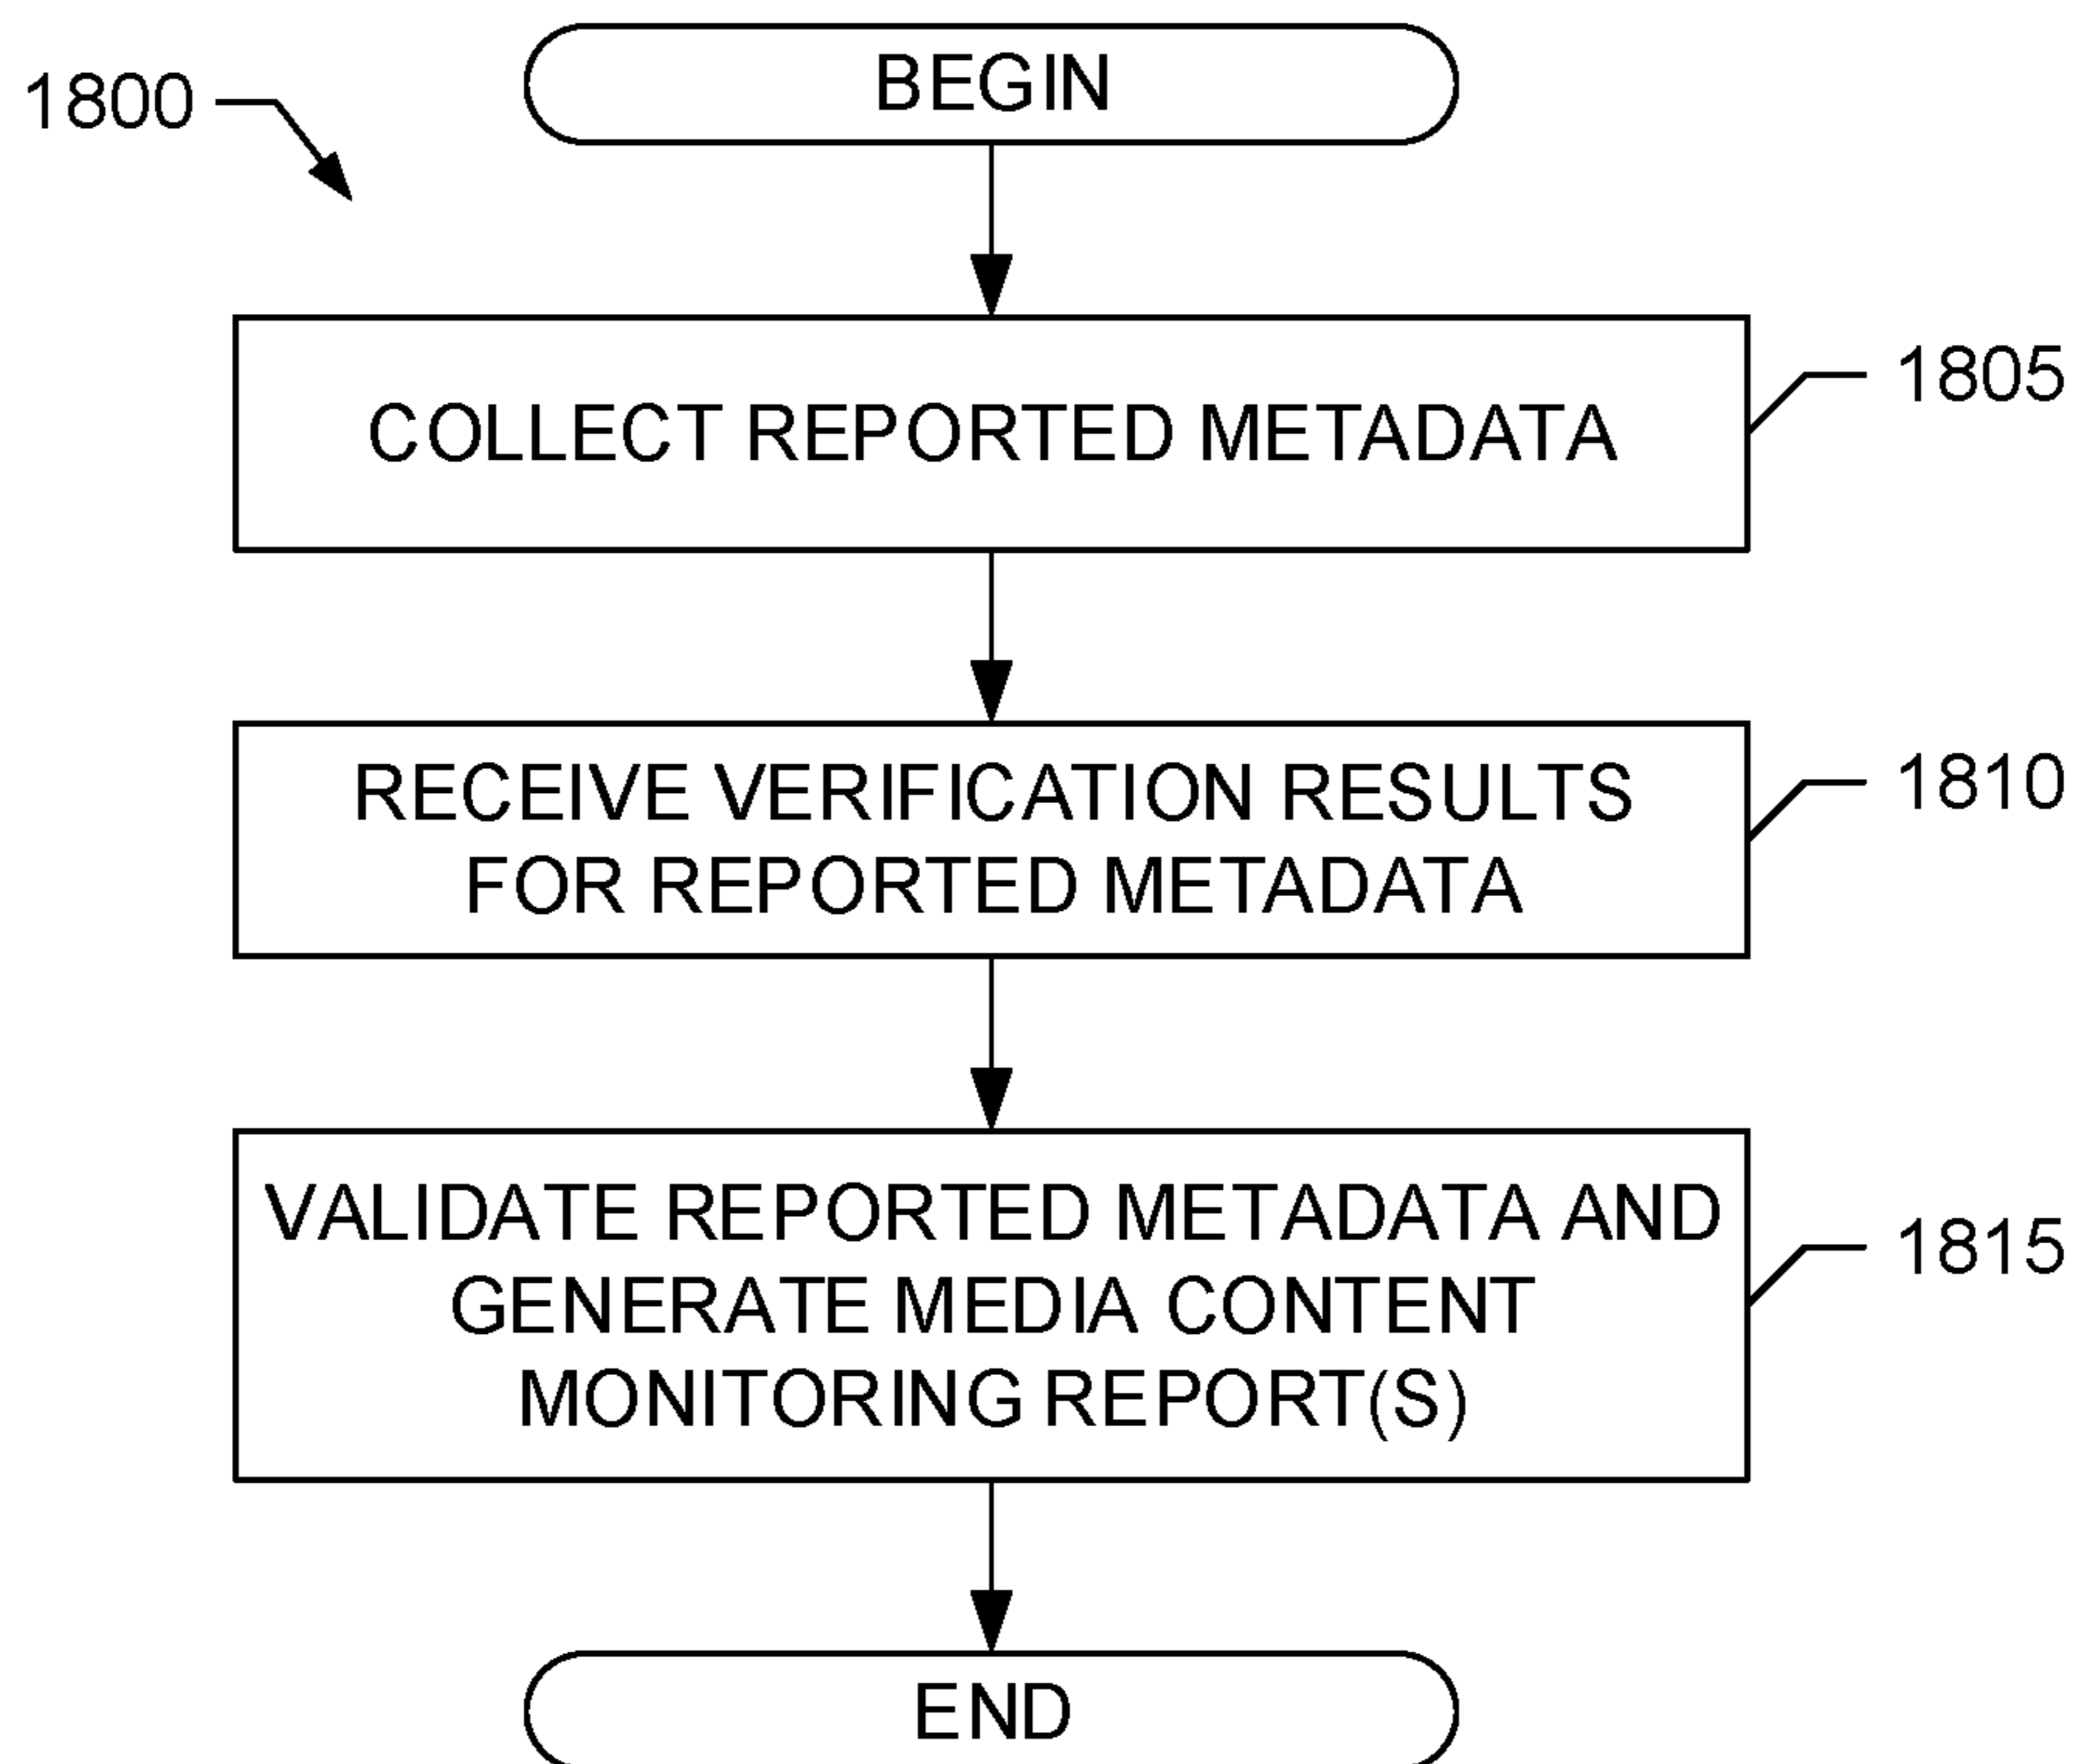 1800
BEGIN
COLLECT REPORTED METADATA
1805
RECEIVE VERIFICATION RESULTS
FOR REPORTED METADATA
1810
VALIDATE REPORTED METADATA AND
GENERATE MEDIA CONTENT
MONITORING REPORT(S)
1815
END